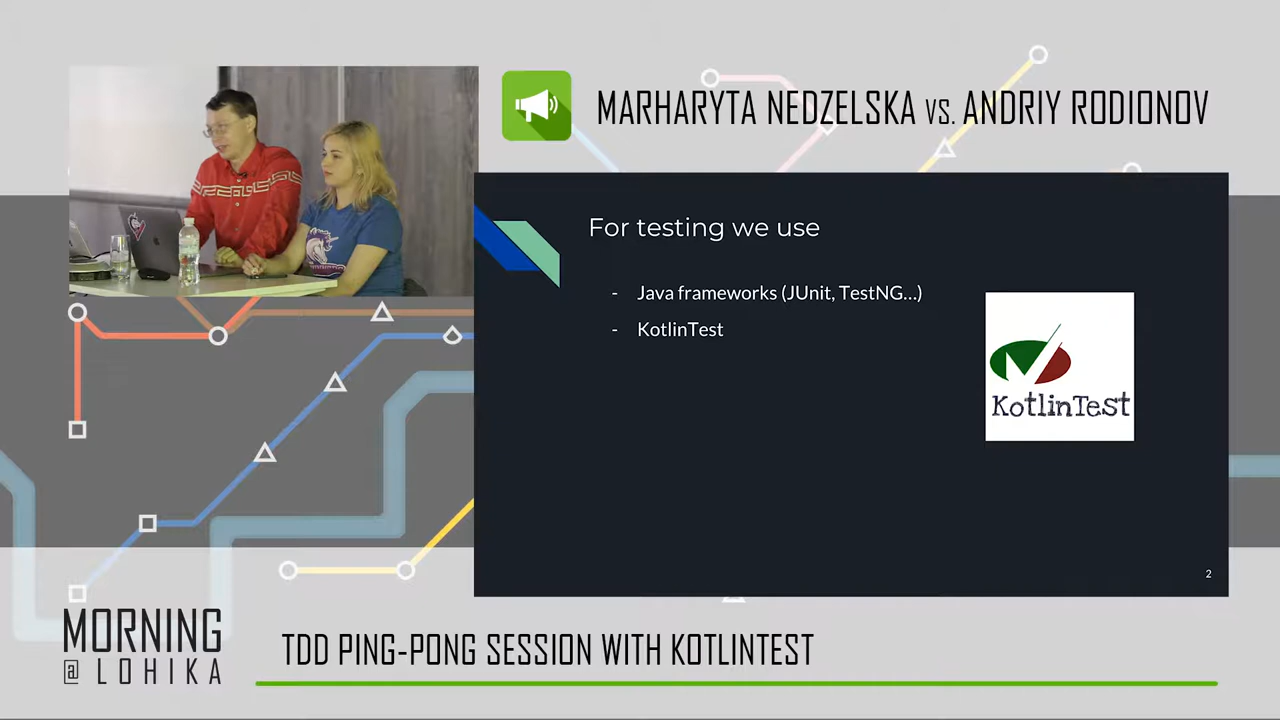 MARHARYTA NEDZELSKA VS. ANDRIY RODIONOV
For testing we use
- Java frameworks (JUnit, TestNG...)
- KotlinTest
KotlinTest
2
MORNING
@ LOHIKA
TDD PING-PONG SESSION WITH KOTLINTEST